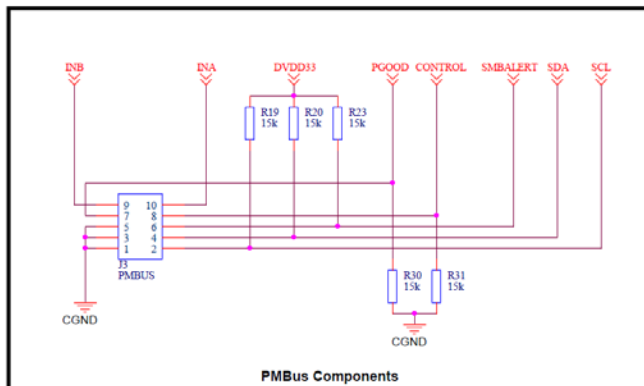 INB INA DVDD33 PGOOD CONTROL SMBALERT SDA SCL
R19 R20 R23
15k 15k 15k
9 10
7 8
5 6
3 4
1 2
J3
PMBUS
R30 R31
15k 15k
CGND
CGND
PMBus Components